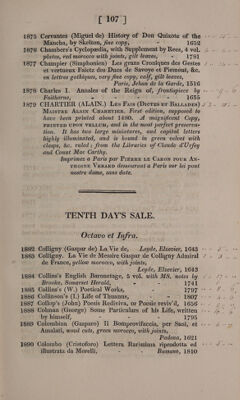 [ 107 ]
1875 Cervantes (Miguel de) History of Don Quixote of the
Mancha, by Skelton, fine copy, 1652
1876 Chambers's Cyclopædia, with Supplement by Rees, 4 vol.
plates, red morocco with joints, gilt leaves, - 1781
1877 Champier (Simphorien) Les grans Croniques des Gestes
et vertueux Faictz des Ducs de Savoye et Piemont, &c.
en lettres gothiques, very fine copy, calf, gilt leaves,
Paris, Jehan de la Garde, 1516
1878 Charles I. Annales of the Reign of, frontispiece by
Faithorne, - - - - 1655
1879 CHARTIER (ALAIN.) Les Fais (Dictes et Ballades)
Maistre Alain Chartier. First edition, supposed to
have been printed about 1480. A magnificent Copy,
printed upon vellum, and in the most perfect preserva-
tion. It has two large miniatures, and capital letters
highly illuminated, and is bound in green velvet with
clasps, &c. ruled: from the Libraries of Claude d'Urfey
and Count Mac Carthy.
Imprimez a Paris par Pierre le Caron pour An-
thoine Verard demourant a Paris sur lei pont
nostre dame, sans date.
TENTH DAY'S SALE.
Octavo et Infra.
1882 Colligny (Gaspar de) La Vie de, Leyde, Elzevier, 1643
1883 Colligny. La Vie de Messire Gaspar de Colligny Admiral
de France, yellow morocco, with joints,
Leyde, Elzevier, 1643
1884 Collins's English Baronetage, 5 vol. with MS. notes by
Brooke, Somerset Herald, - - 1741
1885 Collins's (W.) Poetical Works, - - 1797
1886 Collinson's (I.) Life of Thuanus, - - 1807
1887 Collop's (John) Poesis Rediviva, or Poesie reviv'd, 1656
1888 Colman (George) Some Particulars of his Life, written
by himself, - - - - 1795
1889 Colombina (Gasparo) Il Bomprovifaccia, per Sani, et
Amalati, wood cuts, green morocco, with joints,
Padoua, 1621
1890 Colombo (Cristoforo) Lettera Rarissima riprodotta ed
illustrata da Morelli, - Bassano, 1810